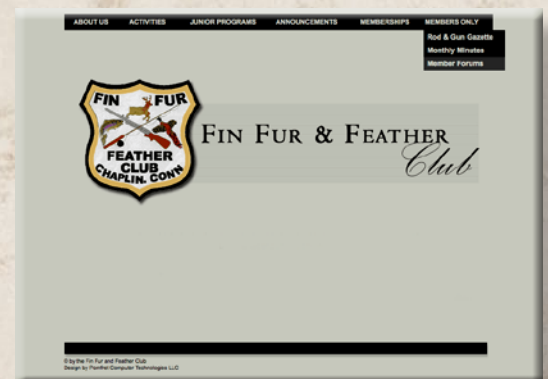 ABOUT US ACTIVITIES JUNIOR PROGRAMS ANNOUNCEMENTS MEMBERSHIPS MEMBERS ONLY
Rod & Gun Gazette
Monthly Minutes
Member Forums
FIN FUR
FEATHER
CLUB
CHAPLIN. CONN
FIN FUR & FEATHER
Club
© by the Fin Fur and Feather Club
Design by Computer Technologies LLC